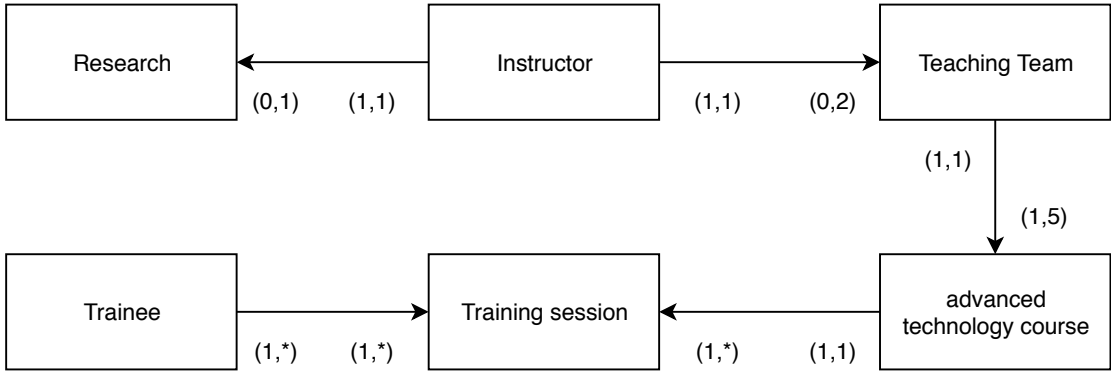 Research
Instructor
Teaching Team
(0,1)
(1,1)
(1,1)
(0,2)
(1,1)
(1,5)
Trainee
Training session
advanced
technology course
(1,*)
(1,*)
(1,*)
(1,1)